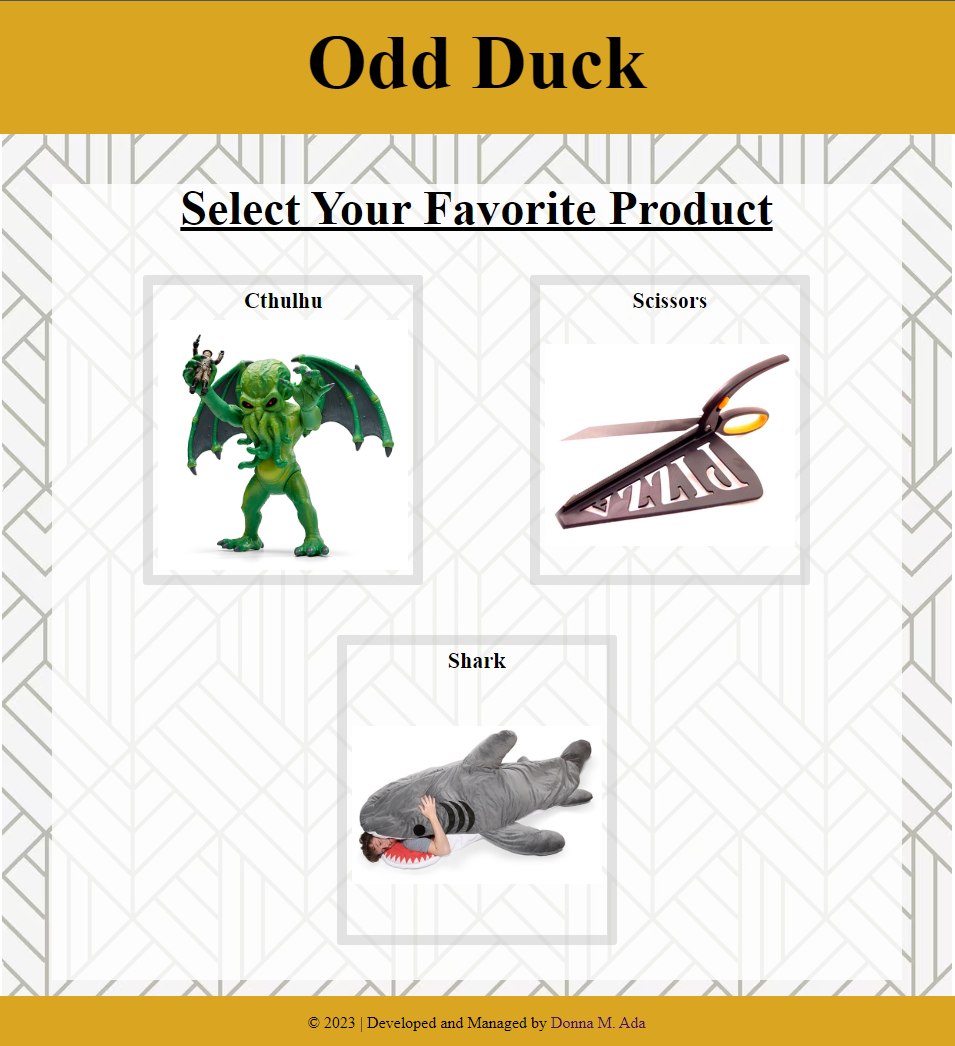 Odd Duck
Select Your Favorite Product
Cthulhu
Scissors
PIZZA
Shark
© 2023 | Developed and Managed by Donna M. Ada